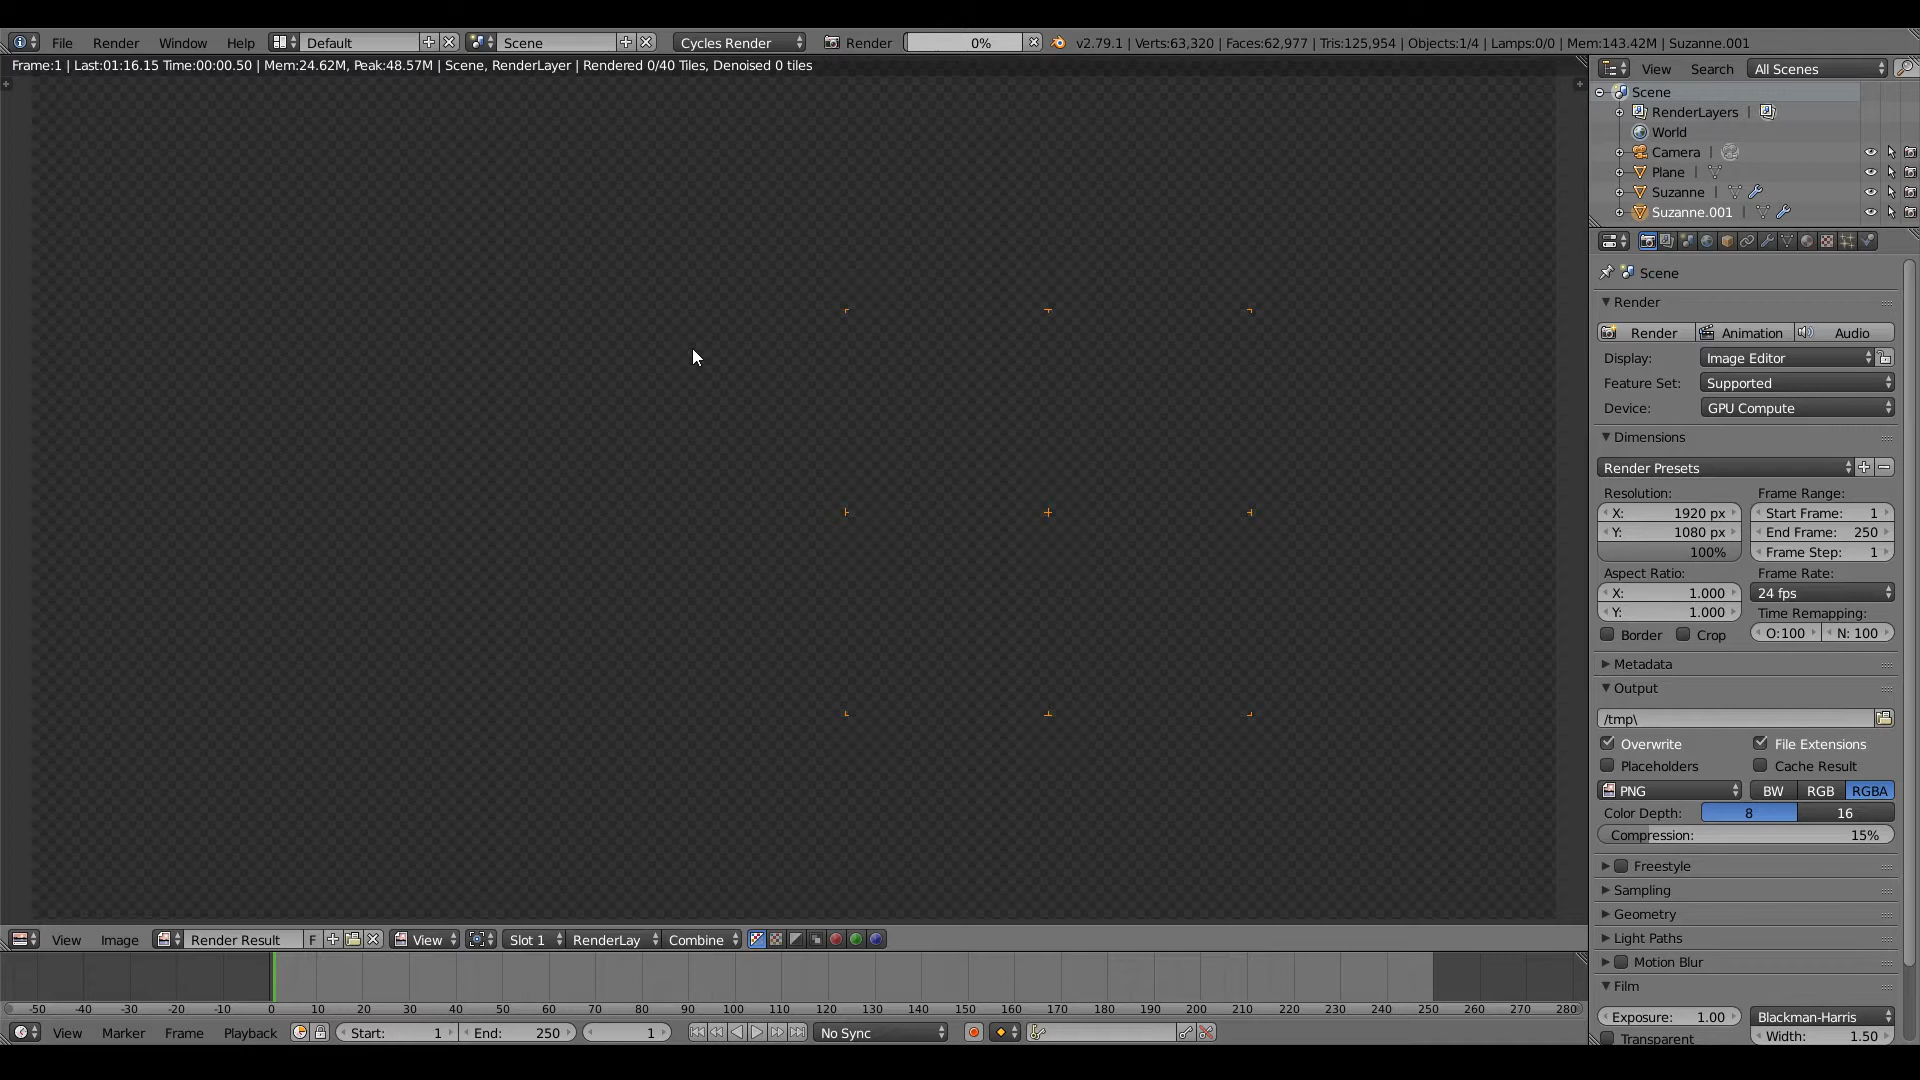 File Render Window Help Default Scene Cycles Render Render 0% v2.79.1 | Verts:63,320 | Faces:62,977 | Tris:125,954 | Objects:1/4 | Lamps:0/0 | Mem:143.42M | Suzanne.001
Frame:1 | Last:01:16.15 Time:00:00.50 | Mem:24.62M, Peak:48.57M | Scene, RenderLayer | Rendered 0/40 Tiles, Denoised 0 tiles
View Search All Scenes
Scene
RenderLayers |
World
Camera |
Plane |
Suzanne |
Suzanne.001 |
Scene
Render
Render Animation Audio
Display: Image Editor
Feature Set: Supported
Device: GPU Compute
Dimensions
Render Presets
Resolution: Frame Range:
X: 1920 px Start Frame: 1
Y: 1080 px End Frame: 250
100% Frame Step: 1
Aspect Ratio: Frame Rate:
X: 1.000 24 fps
Y: 1.000 Time Remapping:
Border Crop O:100 N: 100
Metadata
Output
/tmp\
Overwrite File Extensions
Placeholders Cache Result
PNG BW RGB RGBA
Color Depth: 8 16
Compression: 15%
Freestyle
Sampling
Geometry
Light Paths
Motion Blur
Film
Exposure: 1.00 Blackman-Harris
Transparent Width: 1.50
View Image Render Result F View Slot 1 RenderLay Combine
-50 -40 -30 -20 -10 0 10 20 30 40 50 60 70 80 90 100 110 120 130 140 150 160 170 180 190 200 210 220 230 240 250 260 270 280
View Marker Frame Playback Start: 1 End: 250 1 No Sync